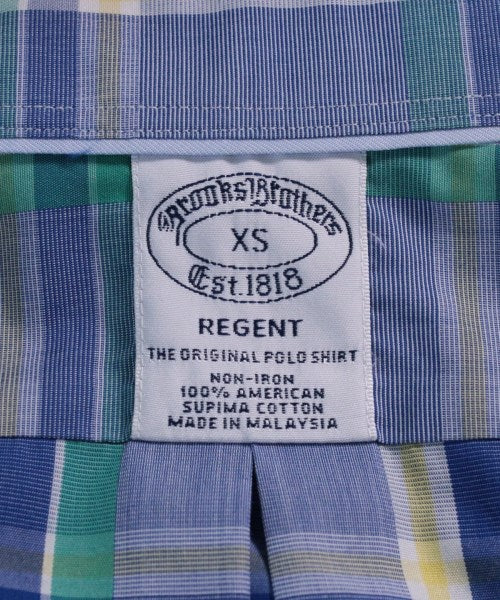 Brooks Brothers
XS
Est. 1818
REGENT
THE ORIGINAL POLO SHIRT
NON-IRON
100% AMERICAN
SUPIMA COTTON
MADE IN MALAYSIA